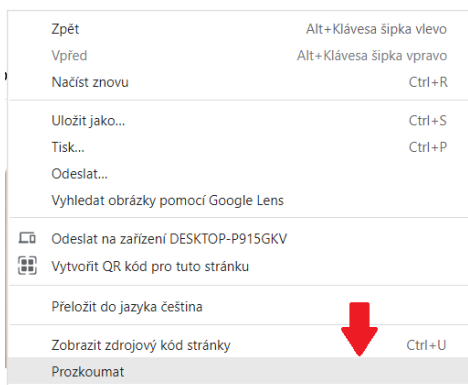 Zpět Alt+Klávesa šipka vlevo
Vpřed Alt+Klávesa šipka vpravo
Načíst znovu Ctrl+R
Uložit jako... Ctrl+S
Tisk... Ctrl+P
Odeslat...
Vyhledat obrázky pomocí Google Lens
Odeslat na zařízení DESKTOP-P915GKV
Vytvořit QR kód pro tuto stránku
Přeložit do jazyka čeština
Zobrazit zdrojový kód stránky Ctrl+U
Prozkoumat